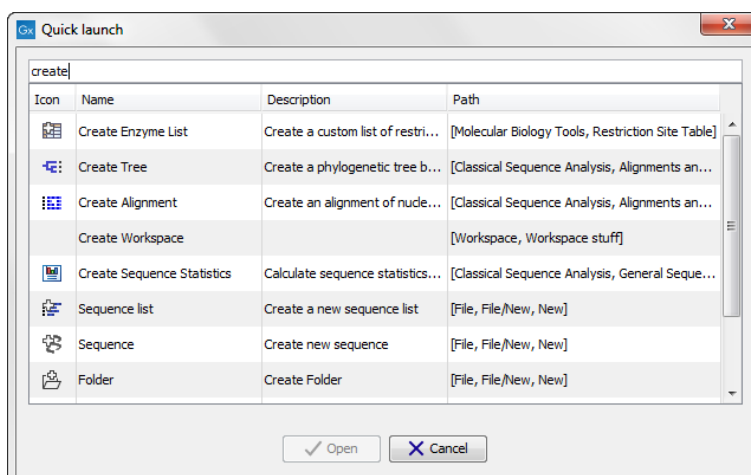 Gx Quick launch
create
Icon Name Description Path
Create Enzyme List Create a custom list of restri... [Molecular Biology Tools, Restriction Site Table]
Create Tree Create a phylogenetic tree b... [Classical Sequence Analysis, Alignments an...
Create Alignment Create an alignment of nucle... [Classical Sequence Analysis, Alignments an...
Create Workspace [Workspace, Workspace stuff]
Create Sequence Statistics Calculate sequence statistics... [Classical Sequence Analysis, General Seque...
Sequence list Create a new sequence list [File, File/New, New]
Sequence Create new sequence [File, File/New, New]
Folder Create Folder [File, File/New, New]
Open Cancel